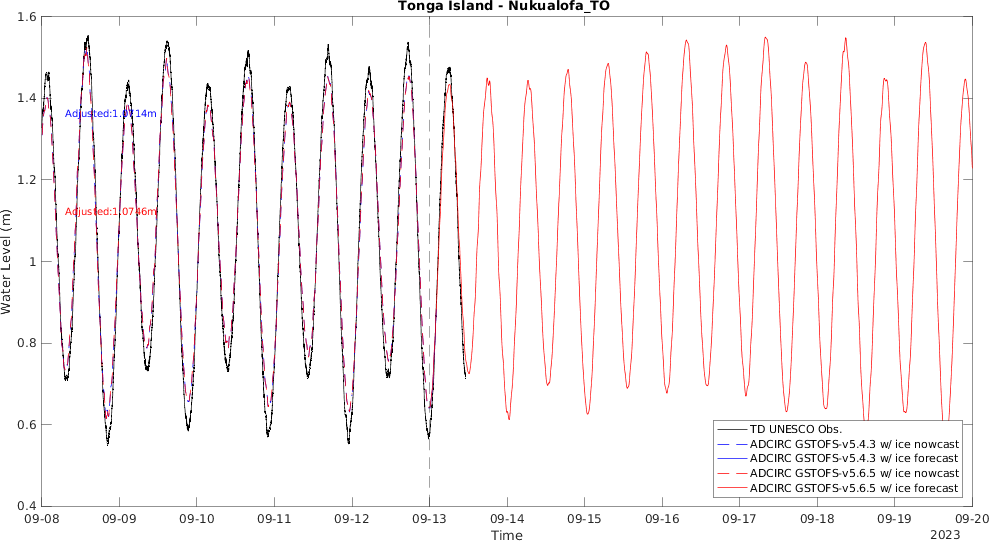 Tonga Island - Nukualofa_TO
1.6
1.4
1.2
1
0.8
0.6
0.4
Water Level (m)
Adjusted:1.0714m
Adjusted:1.0746m
TD UNESCO Obs.
ADCIRC GSTOFS-v5.4.3 w/ ice nowcast
ADCIRC GSTOFS-v5.4.3 w/ ice forecast
ADCIRC GSTOFS-v5.6.5 w/ ice nowcast
ADCIRC GSTOFS-v5.6.5 w/ ice forecast
09-08 09-09 09-10 09-11 09-12 09-13 09-14 09-15 09-16 09-17 09-18 09-19 09-20
Time
2023